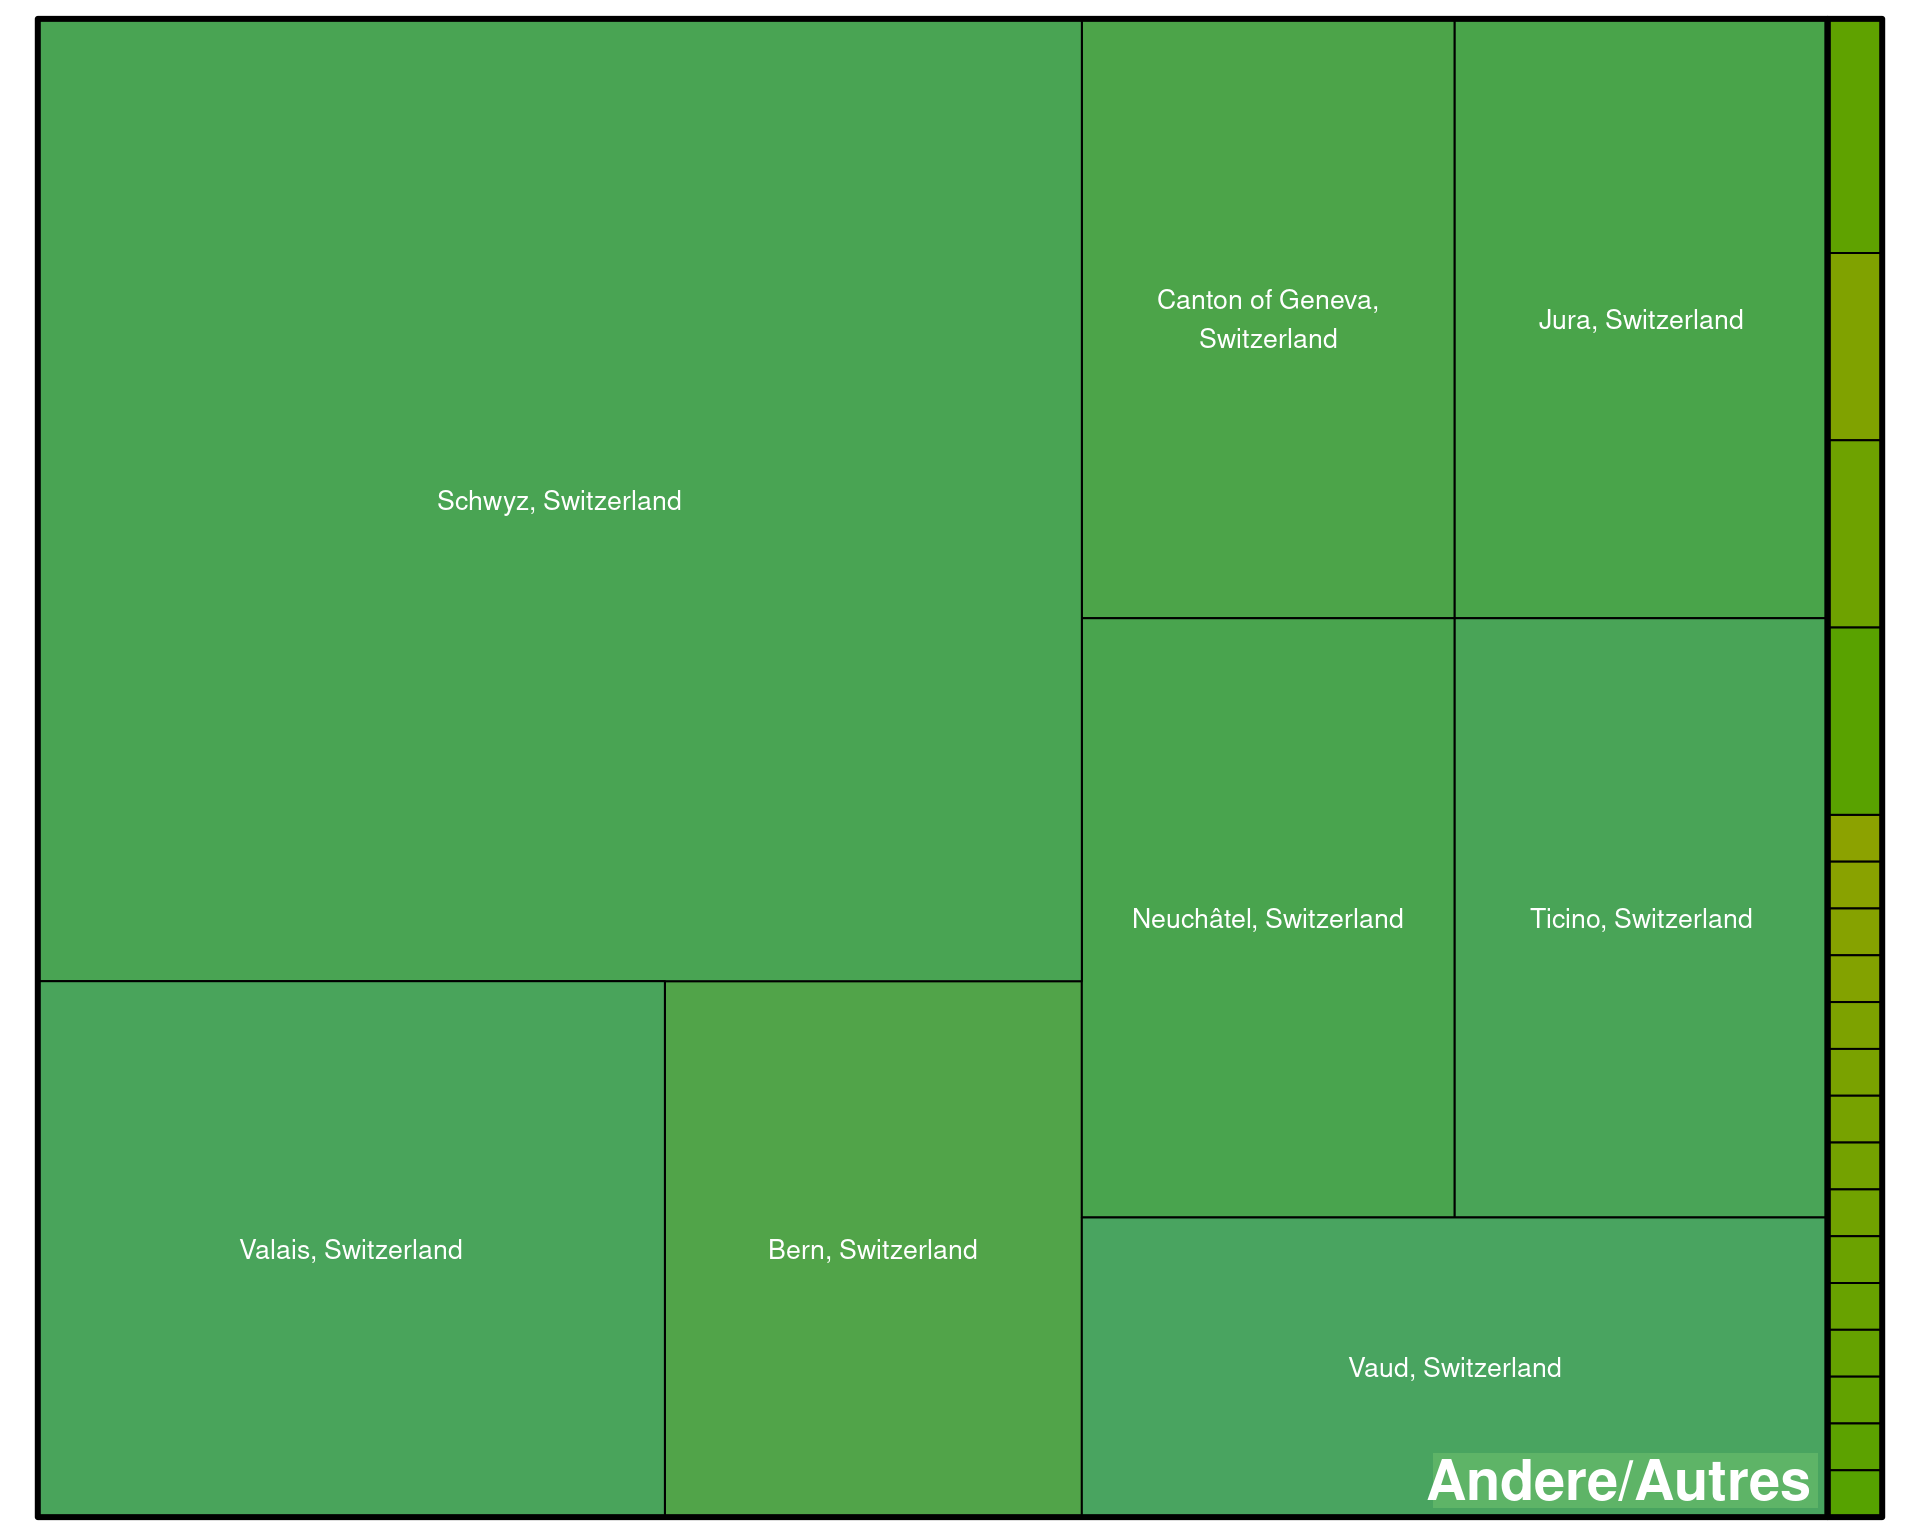 Schwyz, Switzerland
Canton of Geneva,
Switzerland
Jura, Switzerland
Neuchâtel, Switzerland
Ticino, Switzerland
Valais, Switzerland
Bern, Switzerland
Vaud, Switzerland
Andere/Autres